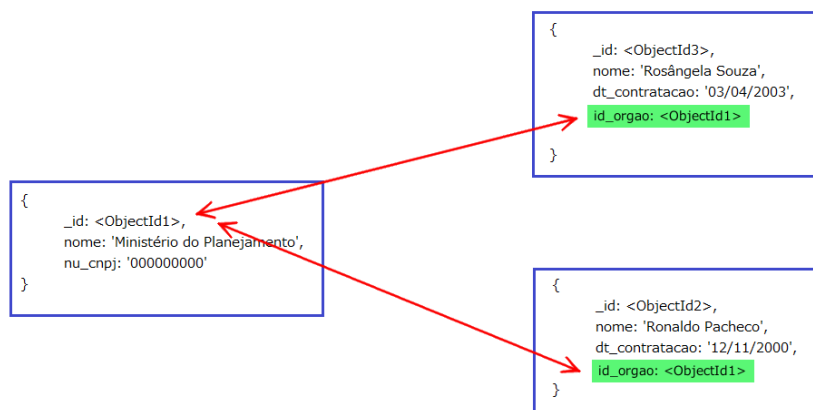 {
_id: <ObjectId3>,
nome: 'Rosângela Souza',
dt_contratacao: '03/04/2003',
id_orgao: <ObjectId1>
}
{
_id: <ObjectId1>,
nome: 'Ministério do Planejamento',
nu_cnpj: '000000000'
}
{
_id: <ObjectId2>,
nome: 'Ronaldo Pacheco',
dt_contratacao: '12/11/2000',
id_orgao: <ObjectId1>
}